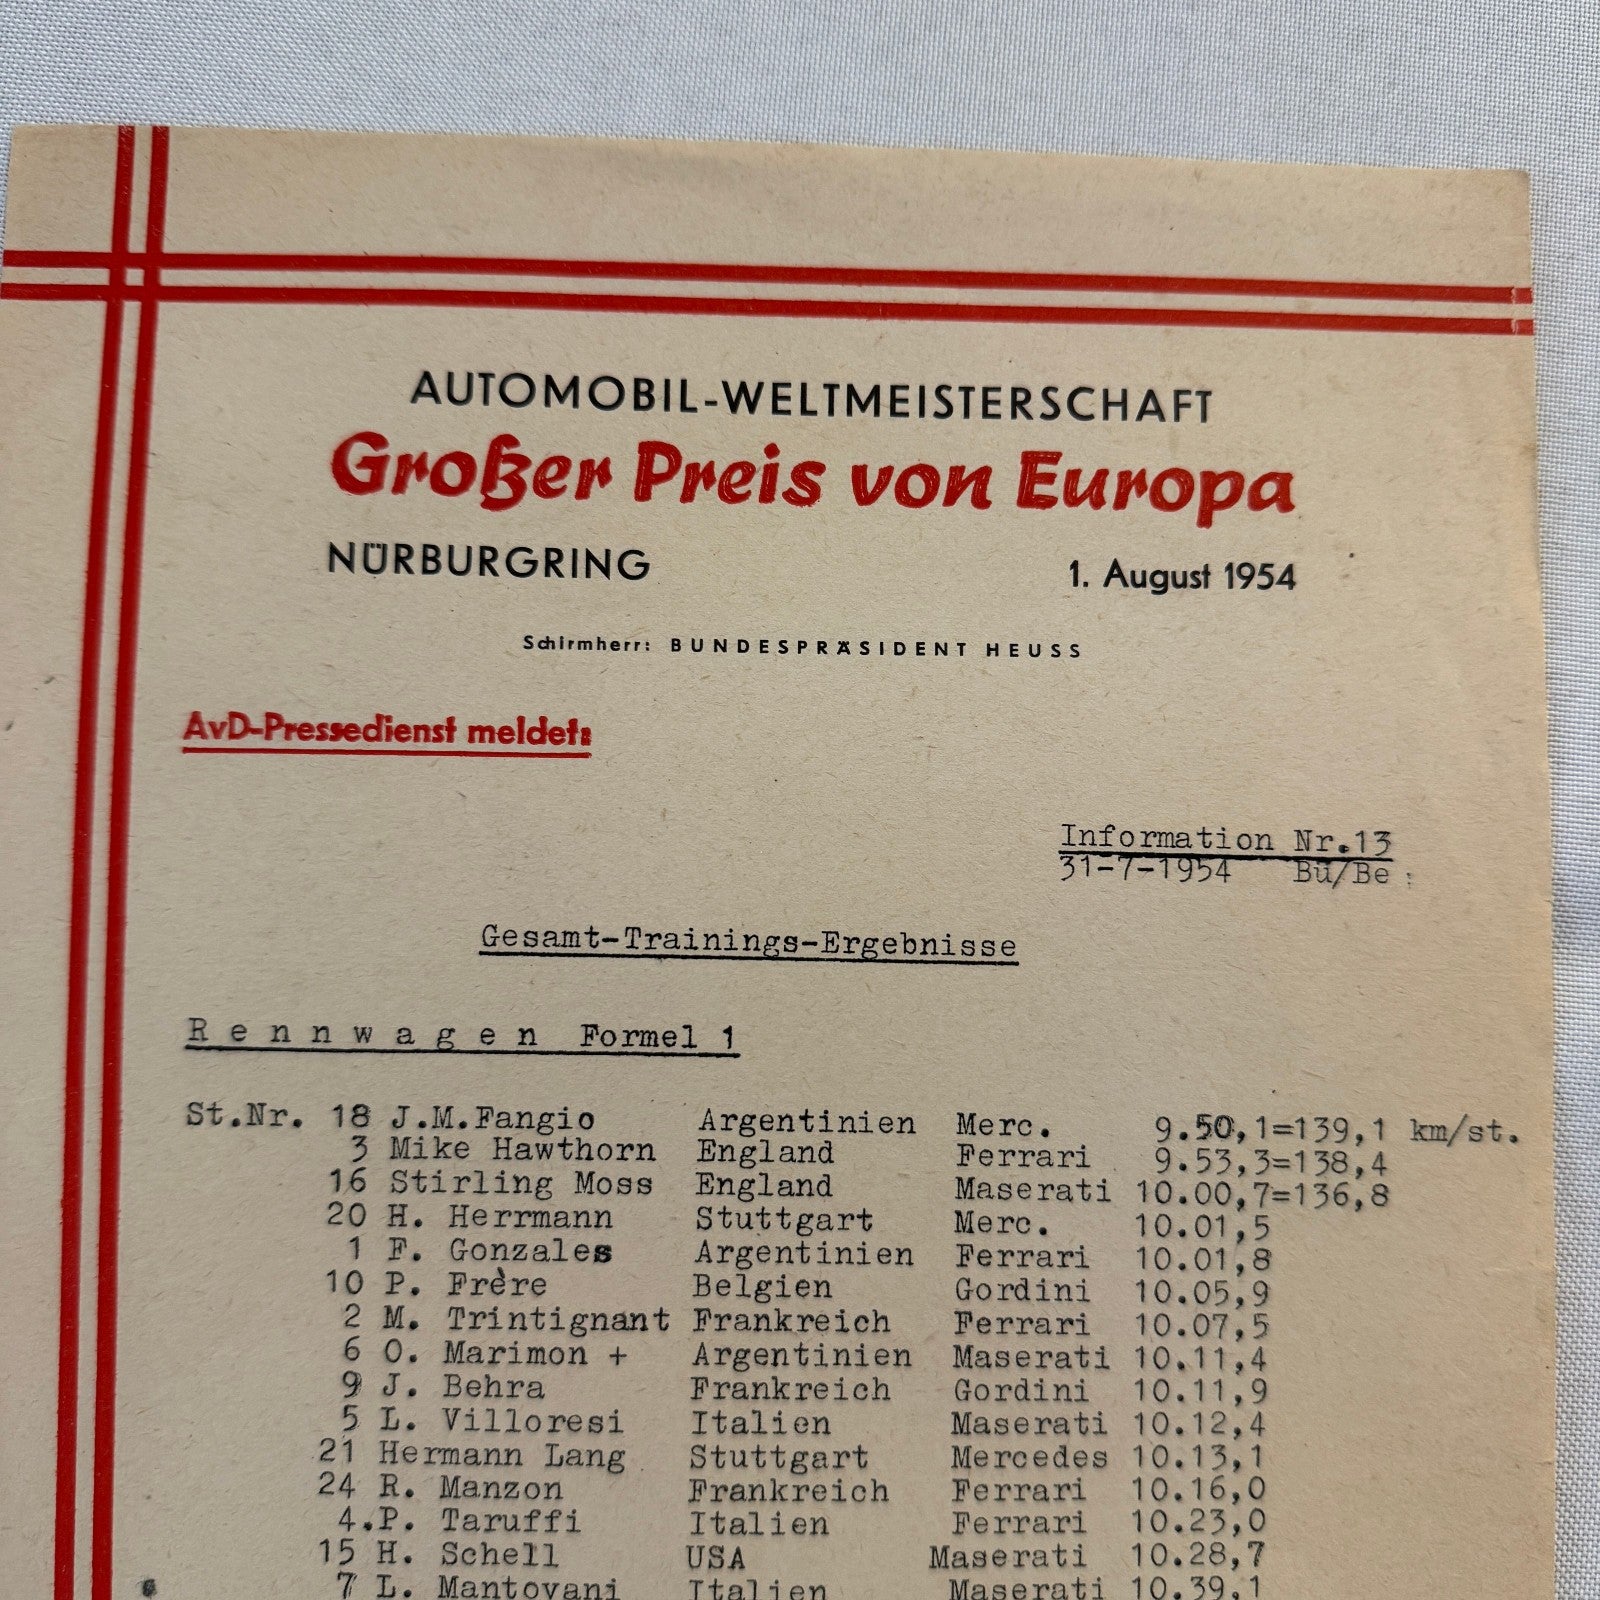 AUTOMOBIL-WELTMEISTERSCHAFT
Großer Preis von Europa
NÜRBURGRING 1. August 1954
Schirmherr: BUNDESPRÄSIDENT HEUSS
AvD-Pressedienst meldet:
Information Nr.13
31-7-1954 Bü/Be
Gesamt-Trainings-Ergebnisse
R e n n w a g e n Formel 1
St.Nr. 18 J.M.Fangio Argentinien Merc. 9.50,1=139,1 km/st.
3 Mike Hawthorn England Ferrari 9.53,3=138,4
16 Stirling Moss England Maserati 10.00,7=136,8
20 H. Herrmann Stuttgart Merc. 10.01,5
1 F. Gonzales Argentinien Ferrari 10.01,8
10 P. Frère Belgien Gordini 10.05,9
2 M. Trintignant Frankreich Ferrari 10.07,5
6 O. Marimon + Argentinien Maserati 10.11,4
9 J. Behra Frankreich Gordini 10.11,9
5 L. Villoresi Italien Maserati 10.12,4
21 Hermann Lang Stuttgart Mercedes 10.13,1
24 R. Manzon Frankreich Ferrari 10.16,0
4.P. Taruffi Italien Ferrari 10.23,0
15 H. Schell USA Maserati 10.28,7
7 L. Mantovani Italien Maserati 10.39,1